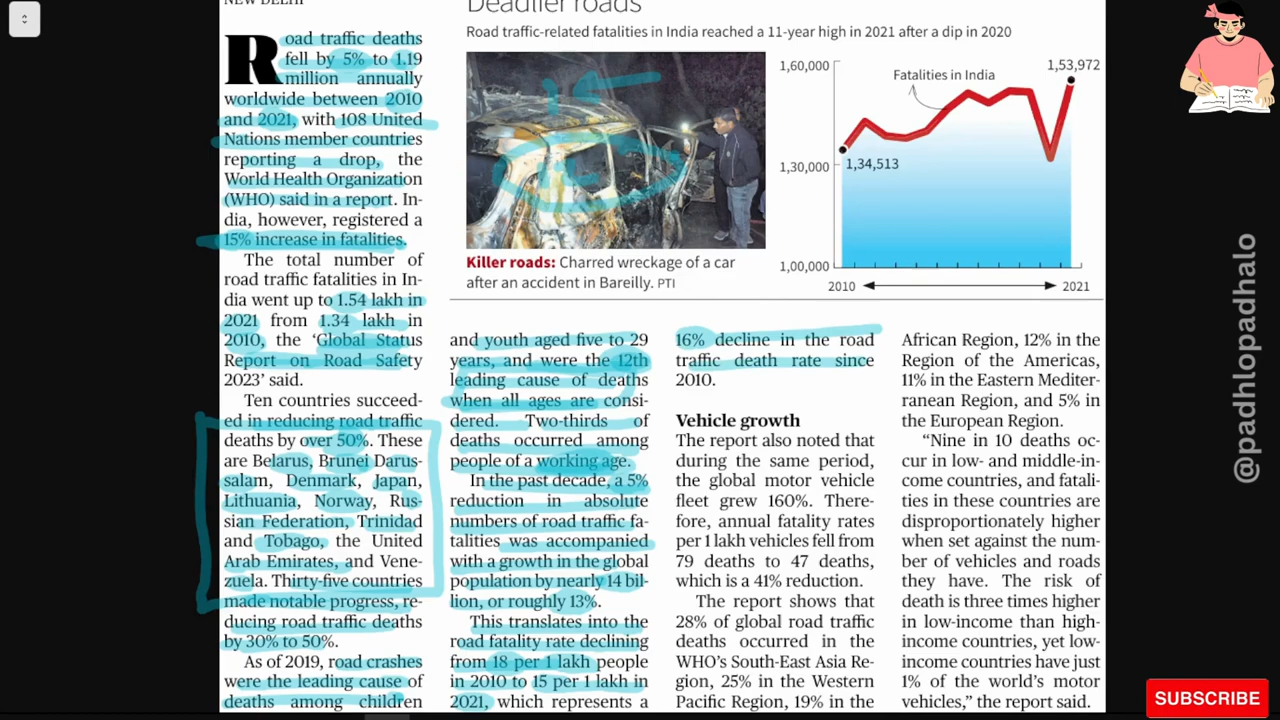 NEW DELHI
Road traffic deaths
fell by 5% to 1.19
million annually
worldwide between 2010
and 2021, with 108 United
Nations member countries
reporting a drop, the
World Health Organization
(WHO) said in a report. In-
dia, however, registered a
15% increase in fatalities.
The total number of
road traffic fatalities in In-
dia went up to 1.54 lakh in
2021 from 1.34 lakh in
2010, the ‘Global Status
Report on Road Safety
2023’ said.
Ten countries succeed-
ed in reducing road traffic
deaths by over 50%. These
are Belarus, Brunei Darus-
salam, Denmark, Japan,
Lithuania, Norway, Rus-
sian Federation, Trinidad
and Tobago, the United
Arab Emirates, and Vene-
zuela. Thirty-five countries
made notable progress, re-
ducing road traffic deaths
by 30% to 50%.
As of 2019, road crashes
were the leading cause of
deaths among children
Deadlier roads
Road traffic-related fatalities in India reached a 11-year high in 2021 after a dip in 2020
Killer roads: Charred wreckage of a car
after an accident in Bareilly. PTI
1,60,000
1,30,000
1,00,000
Fatalities in India
1,53,972
1,34,513
2010
2021
and youth aged five to 29
years, and were the 12th
leading cause of deaths
when all ages are consi-
dered. Two-thirds of
deaths occurred among
people of a working age.
In the past decade, a 5%
reduction in absolute
numbers of road traffic fa-
talities was accompanied
with a growth in the global
population by nearly 14 bil-
lion, or roughly 13%.
This translates into the
road fatality rate declining
from 18 per 1 lakh people
in 2010 to 15 per 1 lakh in
2021, which represents a
16% decline in the road
traffic death rate since
2010.
Vehicle growth
The report also noted that
during the same period,
the global motor vehicle
fleet grew 160%. There-
fore, annual fatality rates
per 1 lakh vehicles fell from
79 deaths to 47 deaths,
which is a 41% reduction.
The report shows that
28% of global road traffic
deaths occurred in the
WHO’s South-East Asia Re-
gion, 25% in the Western
Pacific Region, 19% in the
African Region, 12% in the
Region of the Americas,
11% in the Eastern Mediter-
ranean Region, and 5% in
the European Region.
“Nine in 10 deaths oc-
cur in low- and middle-in-
come countries, and fatali-
ties in these countries are
disproportionately higher
when set against the num-
ber of vehicles and roads
they have. The risk of
death is three times higher
in low-income than high-
income countries, yet low-
income countries have just
1% of the world’s motor
vehicles,” the report said.
@padhlopadhalo
SUBSCRIBE